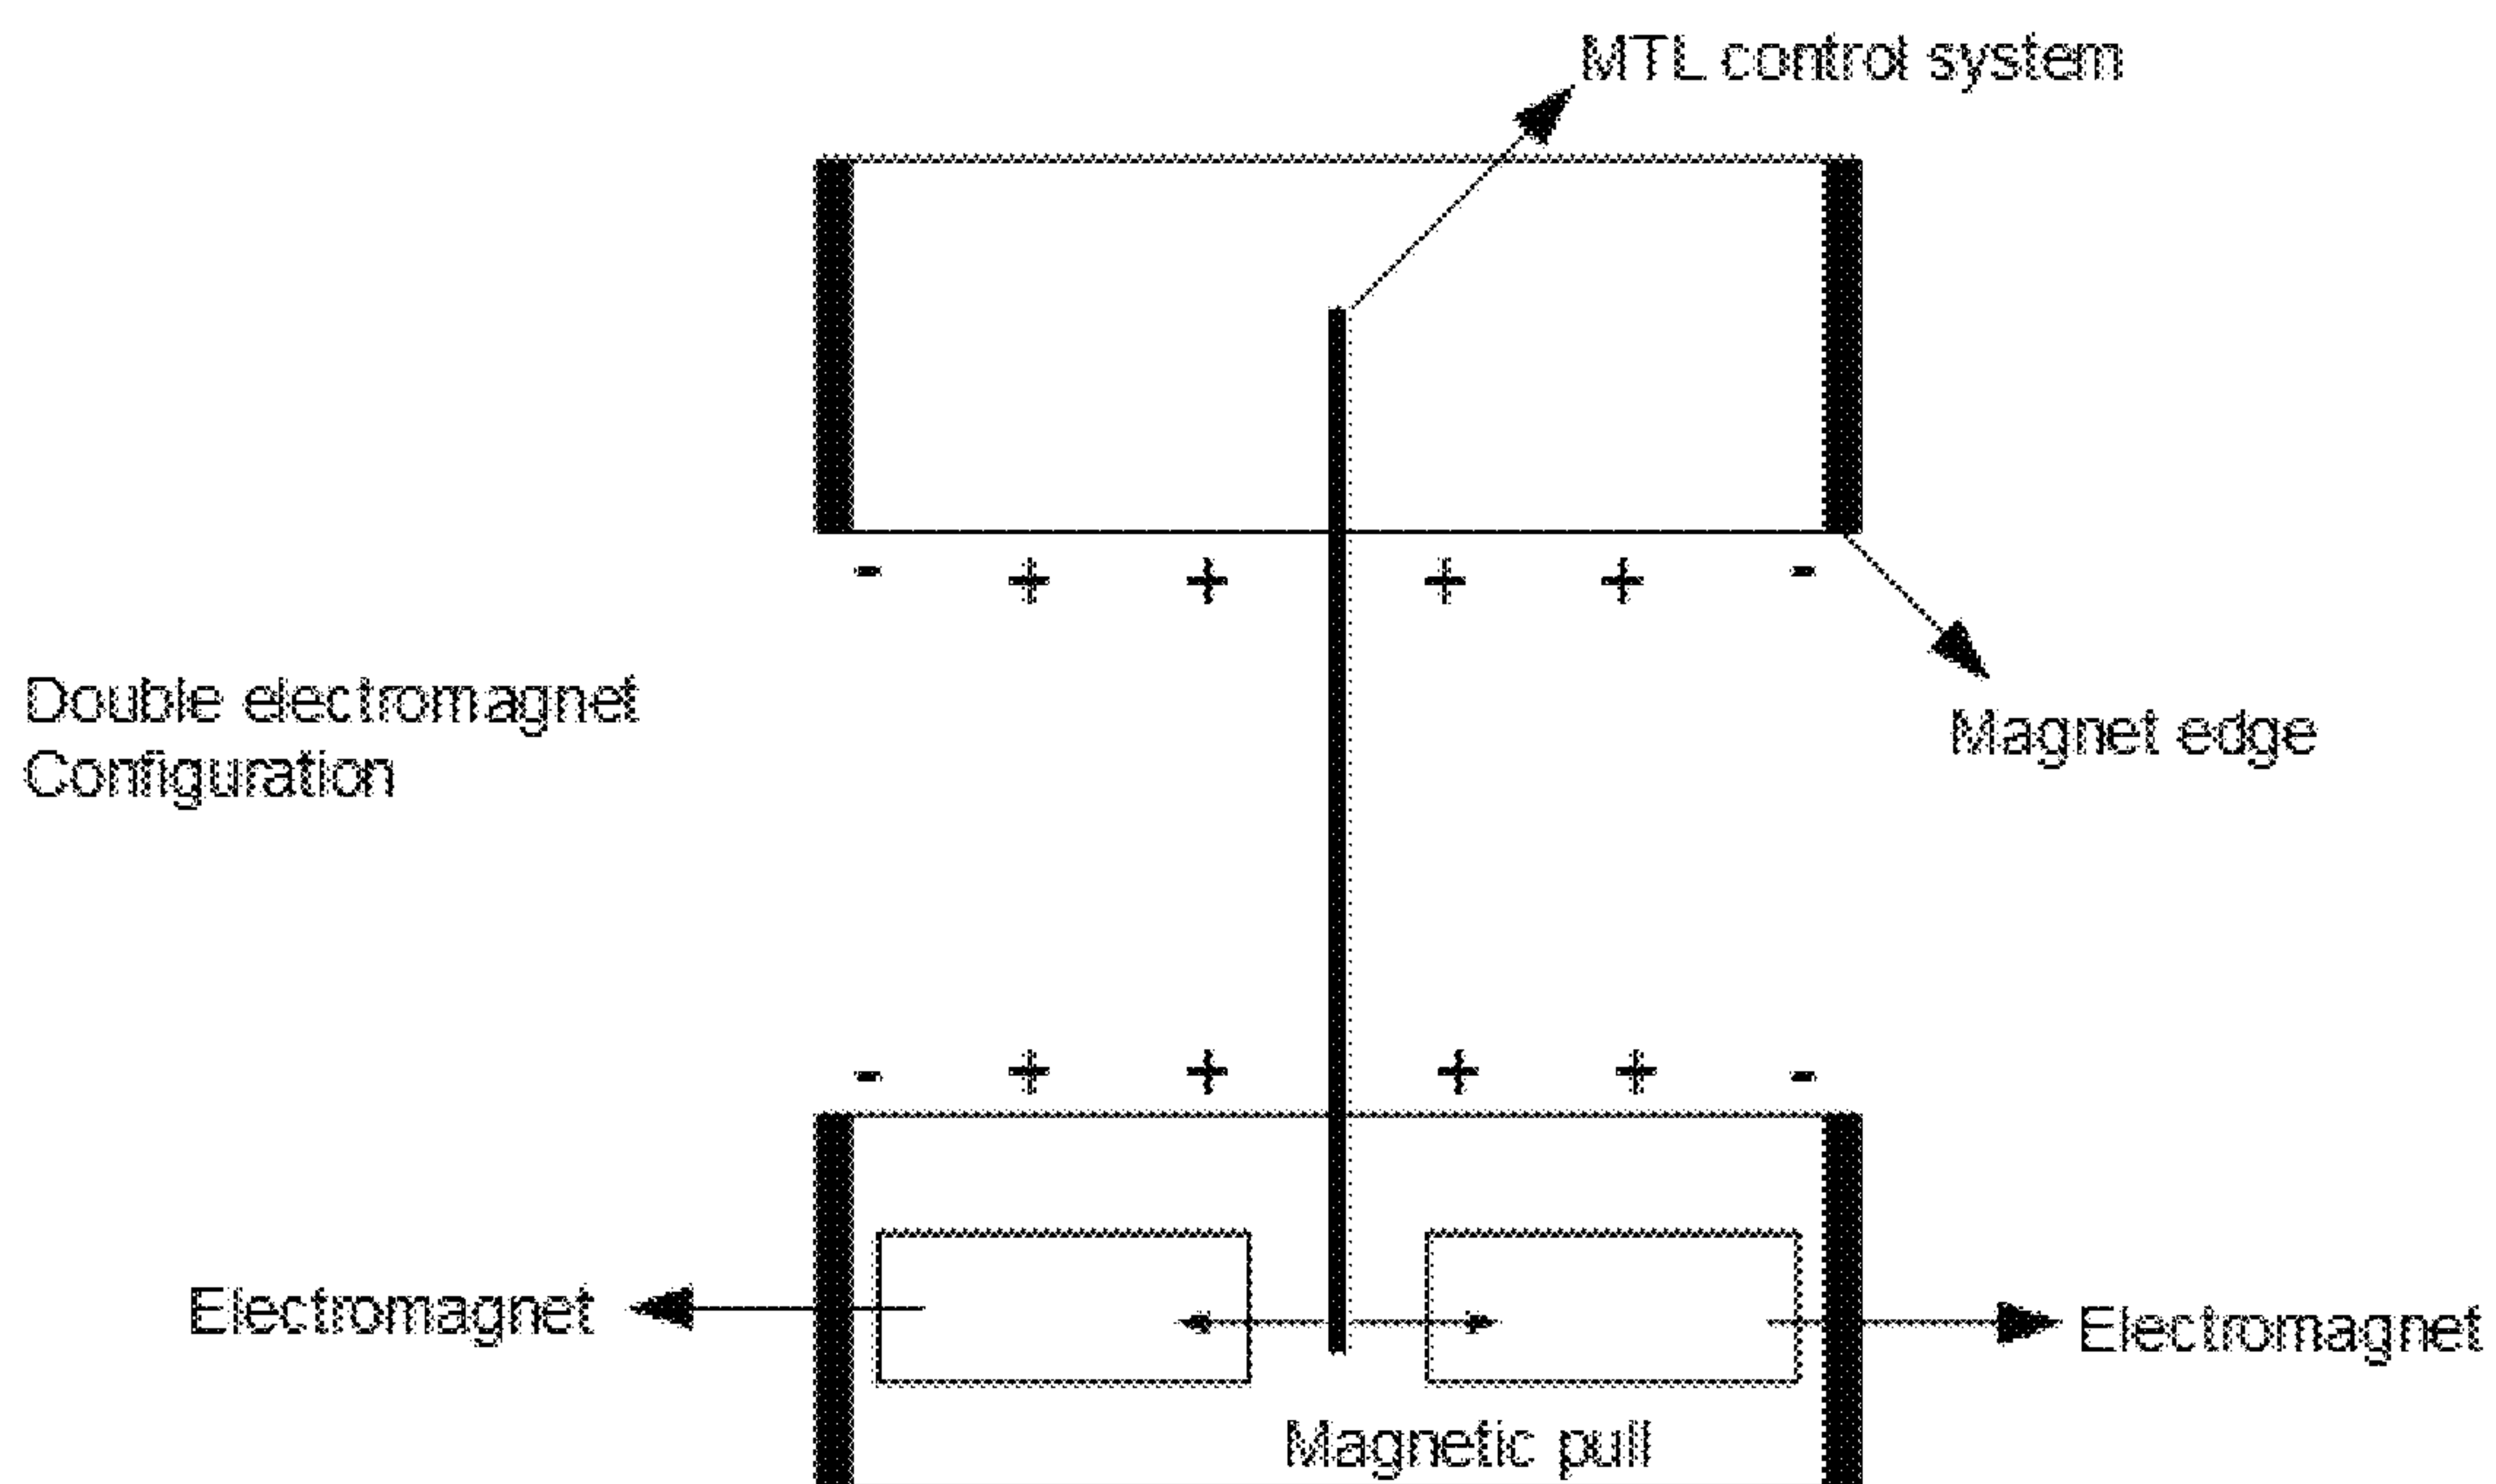 MTL control system
- + + + + -
Magnet edge
Double electromagnet
Configuration
- + + + + -
Electromagnet
Electromagnet
Magnetic pull